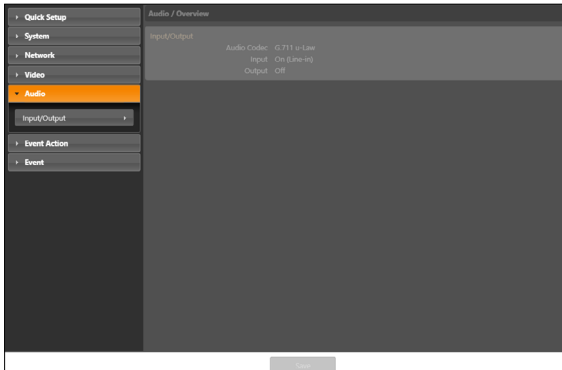 Quick Setup
System
Network
Video
Audio
Input/Output
Event Action
Event
Audio / Overview
Input/Output
Audio Codec G.711 u-Law
Input On (Line-in)
Output Off
Save